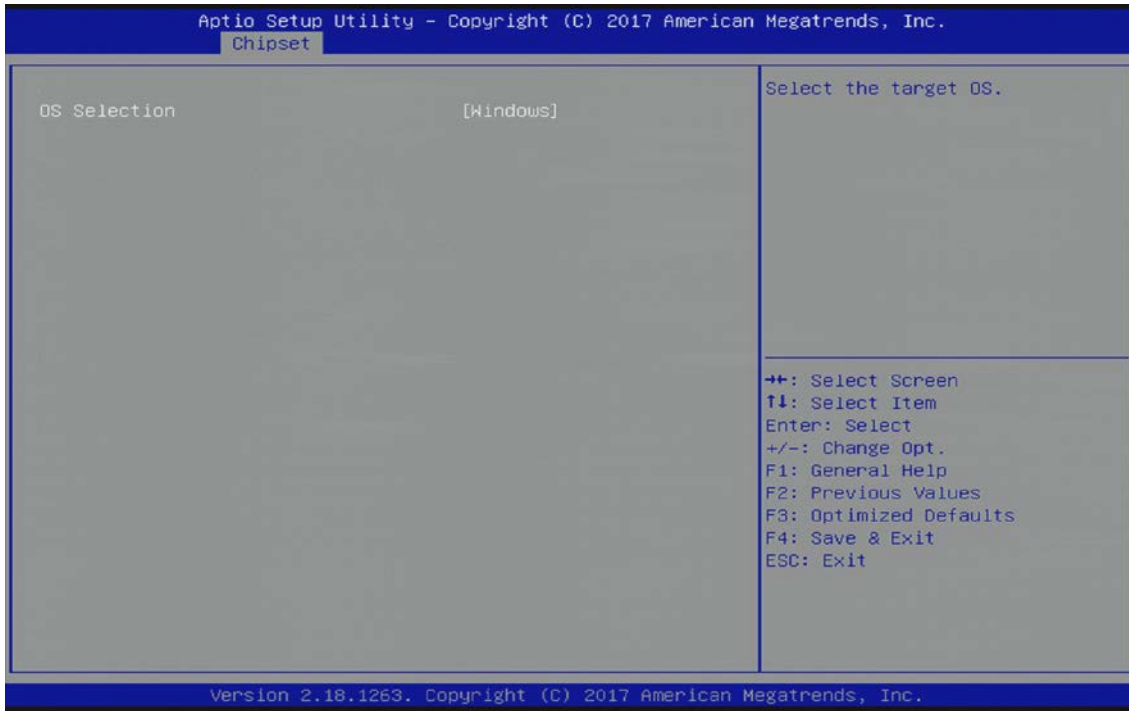 Aptio Setup Utility – Copyright (C) 2017 American Megatrends, Inc.
Chipset
OS Selection [Windows]
Select the target OS.
→←: Select Screen
↑↓: Select Item
Enter: Select
+/-: Change Opt.
F1: General Help
F2: Previous Values
F3: Optimized Defaults
F4: Save & Exit
ESC: Exit
Version 2.18.1263. Copyright (C) 2017 American Megatrends, Inc.